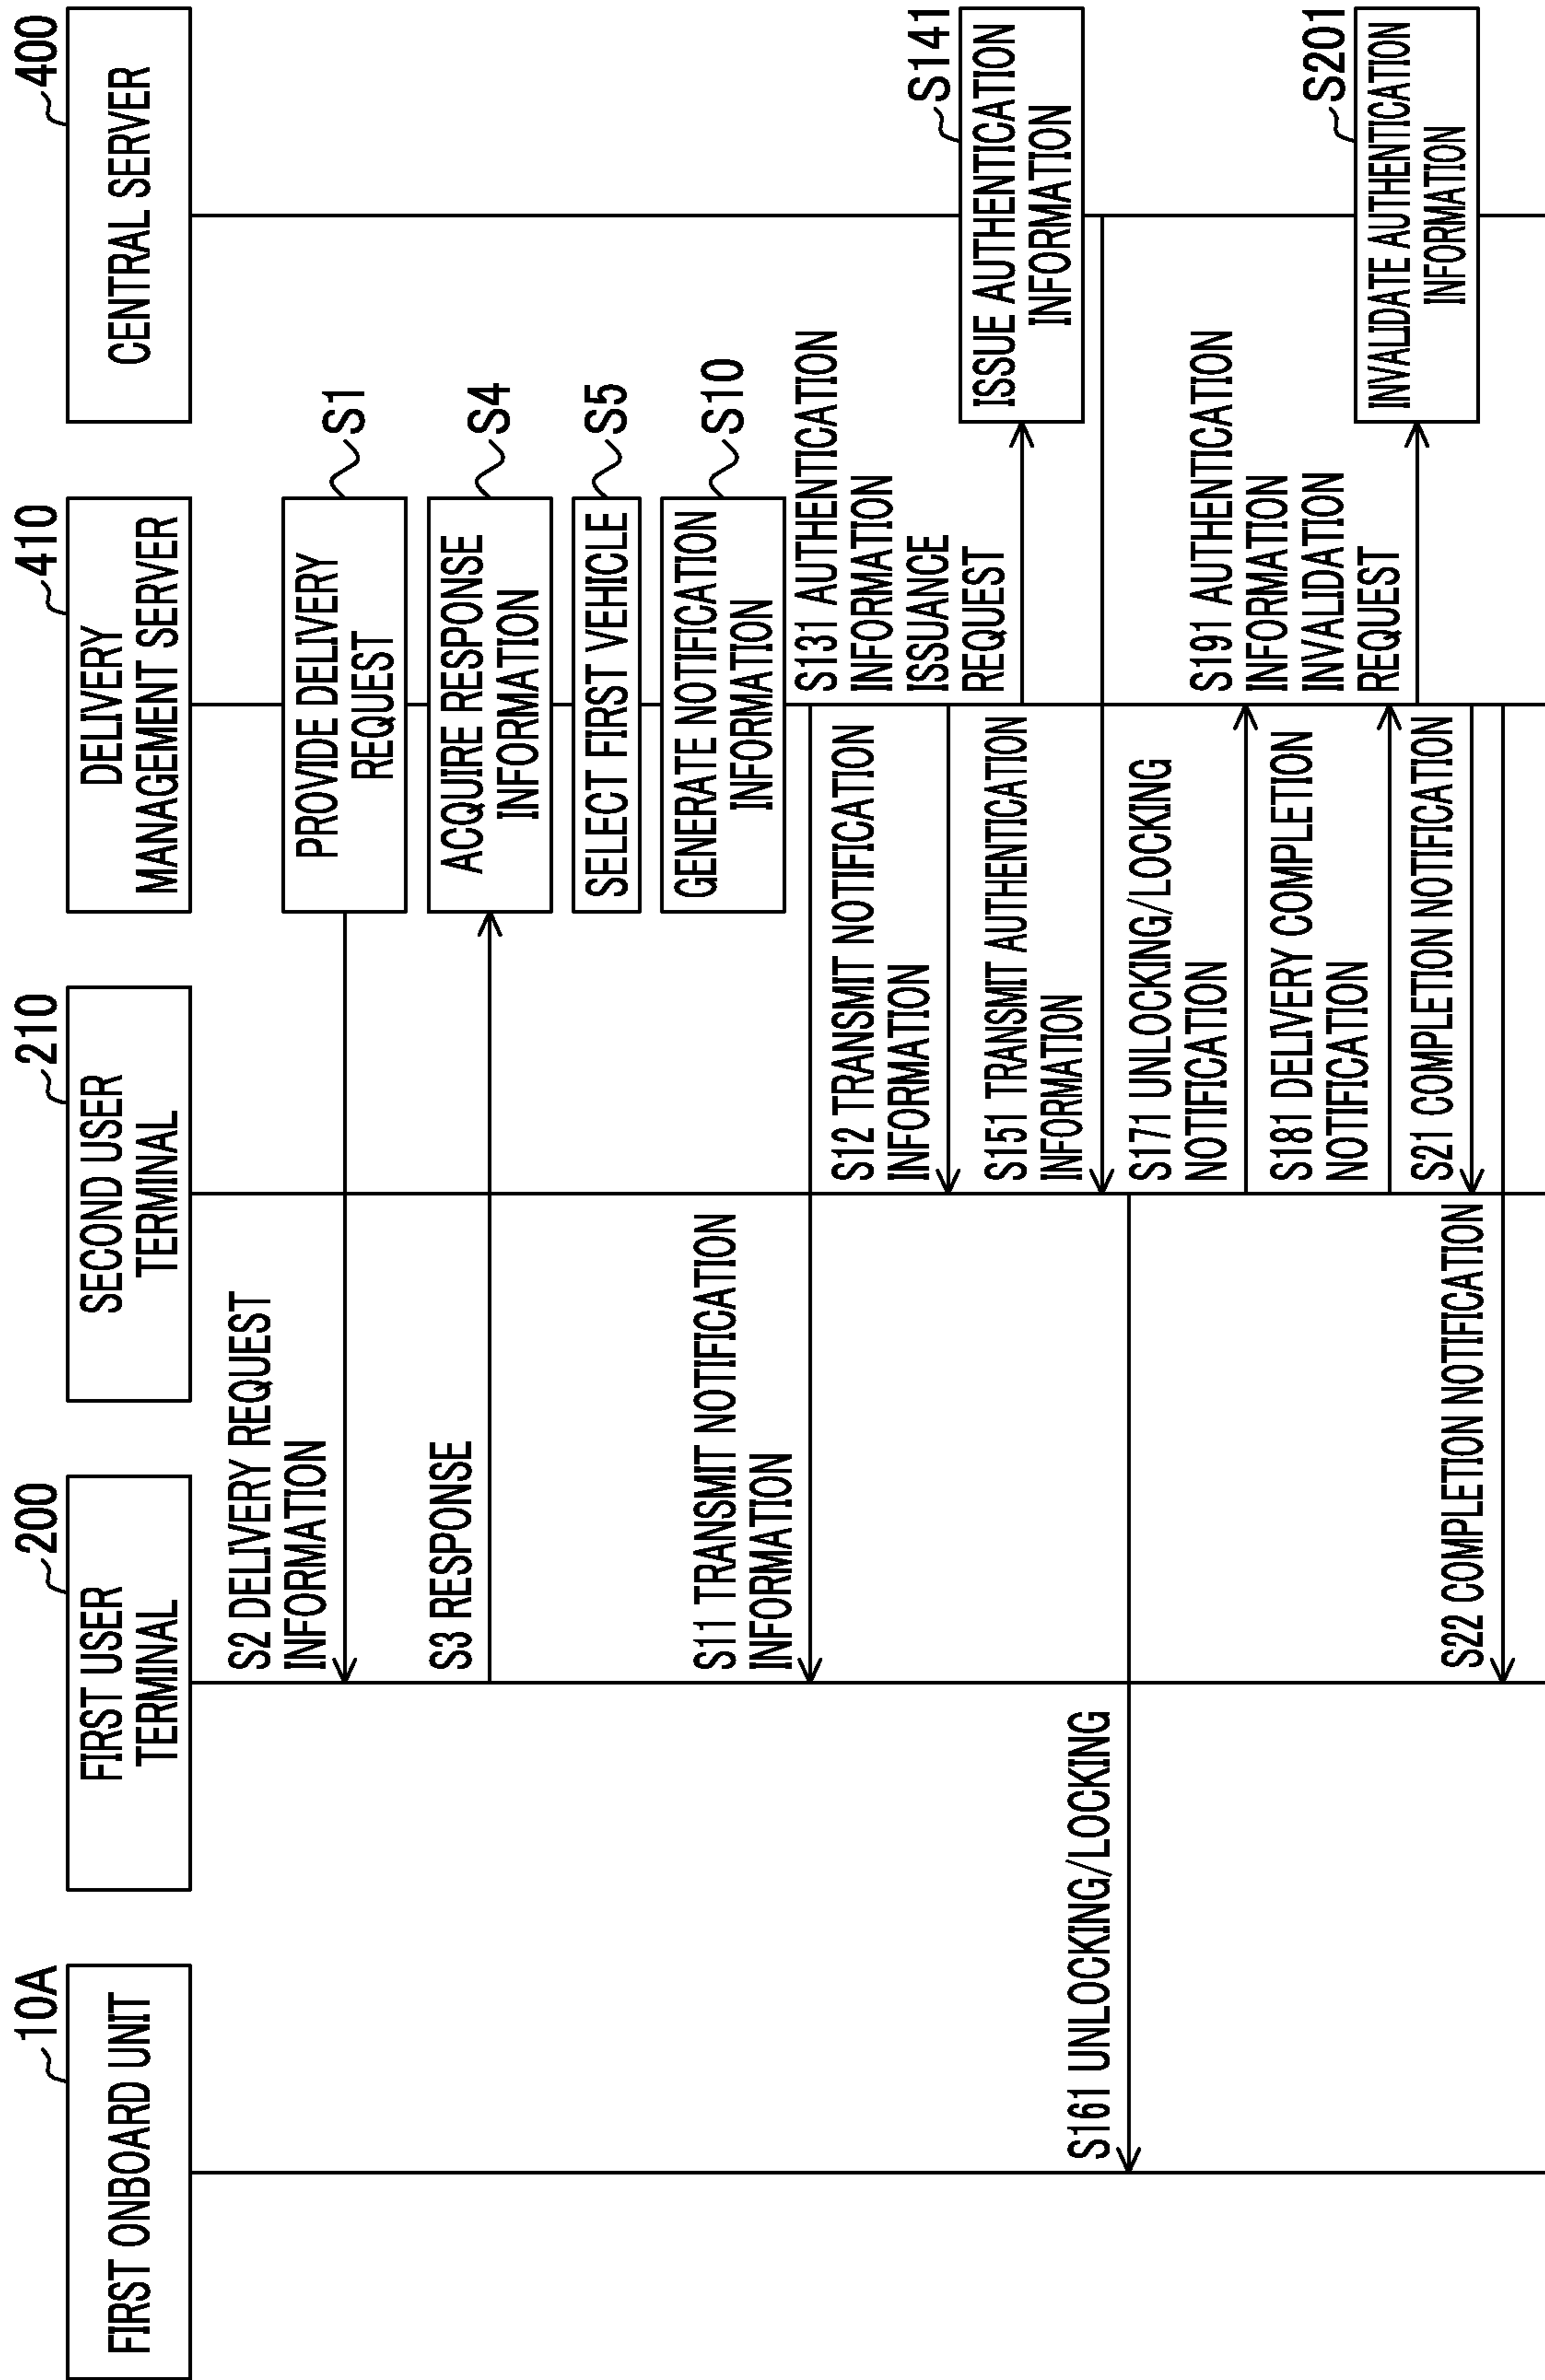 10A
FIRST ONBOARD UNIT
200
FIRST USER
TERMINAL
210
SECOND USER
TERMINAL
410
DELIVERY
MANAGEMENT SERVER
400
CENTRAL SERVER
S1
PROVIDE DELIVERY
REQUEST
S2 DELIVERY REQUEST
INFORMATION
S3 RESPONSE
S4
ACQUIRE RESPONSE
INFORMATION
S5
SELECT FIRST VEHICLE
S10
GENERATE NOTIFICATION
INFORMATION
S11 TRANSMIT NOTIFICATION
INFORMATION
S12 TRANSMIT NOTIFICATION
INFORMATION
S131 AUTHENTICATION
INFORMATION
ISSUANCE
REQUEST
S141
ISSUE AUTHENTICATION
INFORMATION
S151 TRANSMIT AUTHENTICATION
INFORMATION
S161 UNLOCKING/LOCKING
S171 UNLOCKING/LOCKING
NOTIFICATION
S181 DELIVERY COMPLETION
NOTIFICATION
S191 AUTHENTICATION
INFORMATION
INVALIDATION
REQUEST
S201
INVALIDATE AUTHENTICATION
INFORMATION
S21 COMPLETION NOTIFICATION
S22 COMPLETION NOTIFICATION